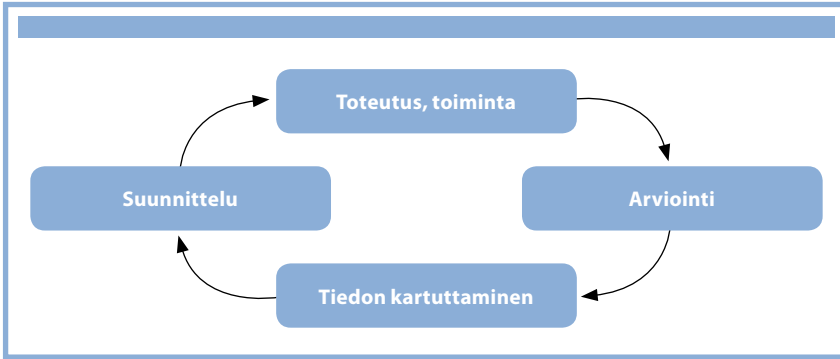 Toteutus, toiminta
Suunnittelu
Arviointi
Tiedon kartuttaminen